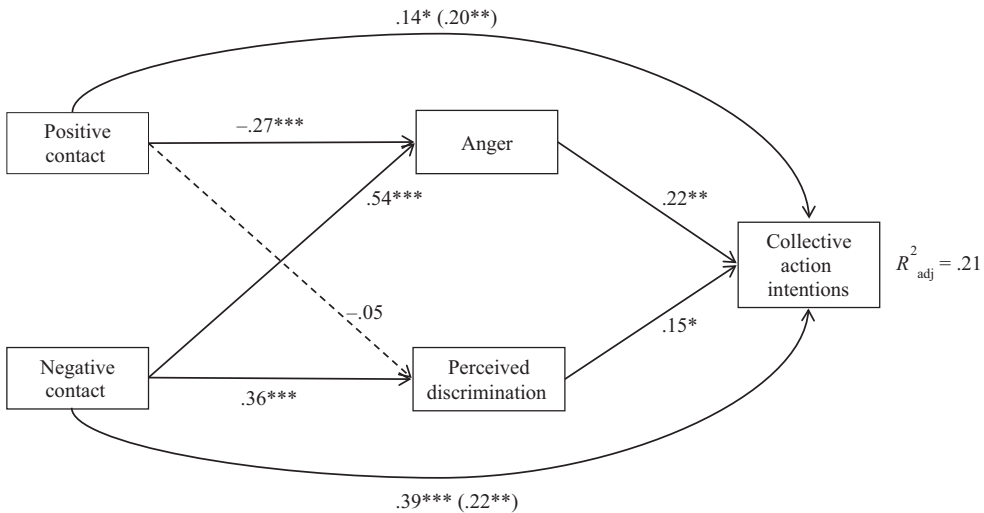 .14* (.20**)
Positive
contact
–.27***
Anger
.54***
.22**
Collective
action
intentions
R²adj = .21
–.05
.15*
Negative
contact
.36***
Perceived
discrimination
.39*** (.22**)